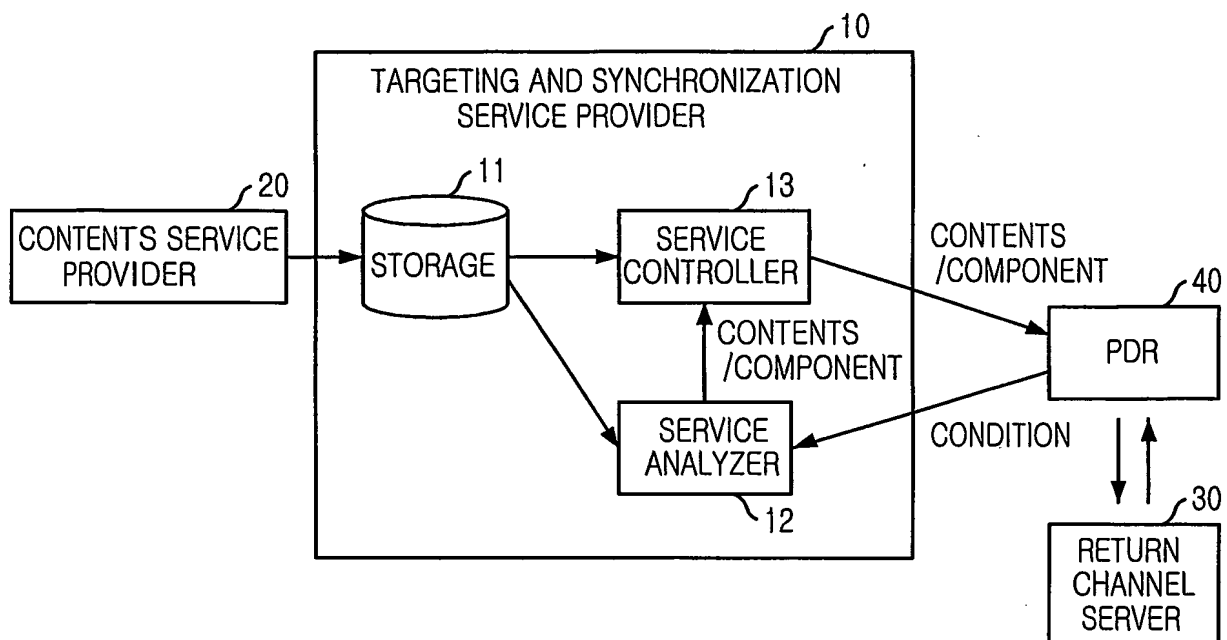 10
TARGETING AND SYNCHRONIZATION
SERVICE PROVIDER
20
CONTENTS SERVICE
PROVIDER
11
STORAGE
13
SERVICE
CONTROLLER
CONTENTS
/COMPONENT
CONTENTS
/COMPONENT
40
PDR
SERVICE
ANALYZER
12
CONDITION
30
RETURN
CHANNEL
SERVER